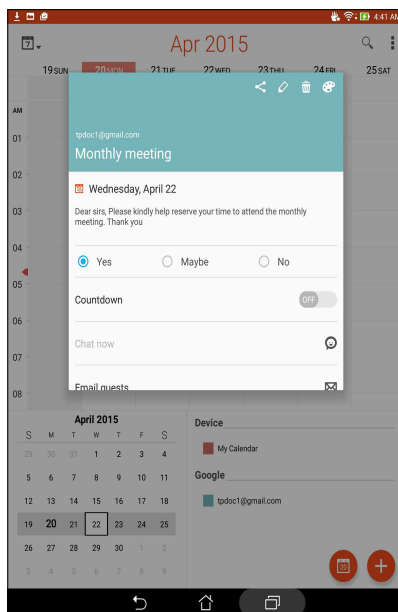 4:41 AM
7
Apr 2015
19 SUN 20 MON 21 TUE 22 WED 23 THU 24 FRI 25 SAT
AM
01
02
03
04
05
06
07
08
tpdoc1@gmail.com
Monthly meeting
20 Wednesday, April 22
Dear sirs, Please kindly help reserve your time to attend the monthly
meeting. Thank you
Yes Maybe No
Countdown OFF
Chat now
Email guests
April 2015
S M T W T F S
29 30 31 1 2 3 4
5 6 7 8 9 10 11
12 13 14 15 16 17 18
19 20 21 22 23 24 25
26 27 28 29 30 1 2
3 4 5 6 7 8 9
Device
My Calendar
Google
tpdoc1@gmail.com
20